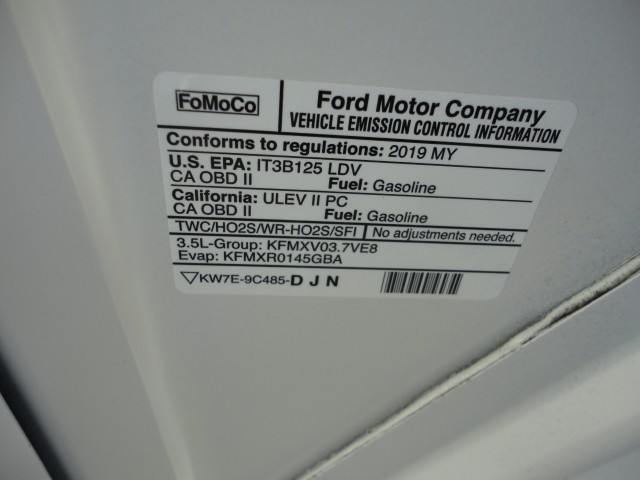 FoMoCo
Ford Motor Company
VEHICLE EMISSION CONTROL INFORMATION
Conforms to regulations: 2019 MY
U.S. EPA: IT3B125 LDV
CA OBD II Fuel: Gasoline
California: ULEV II PC
CA OBD II Fuel: Gasoline
TWC/HO2S/WR-HO2S/SFI No adjustments needed.
3.5L-Group: KFMXV03.7VE8
Evap: KFMXR0145GBA
KW7E-9C485-D J N